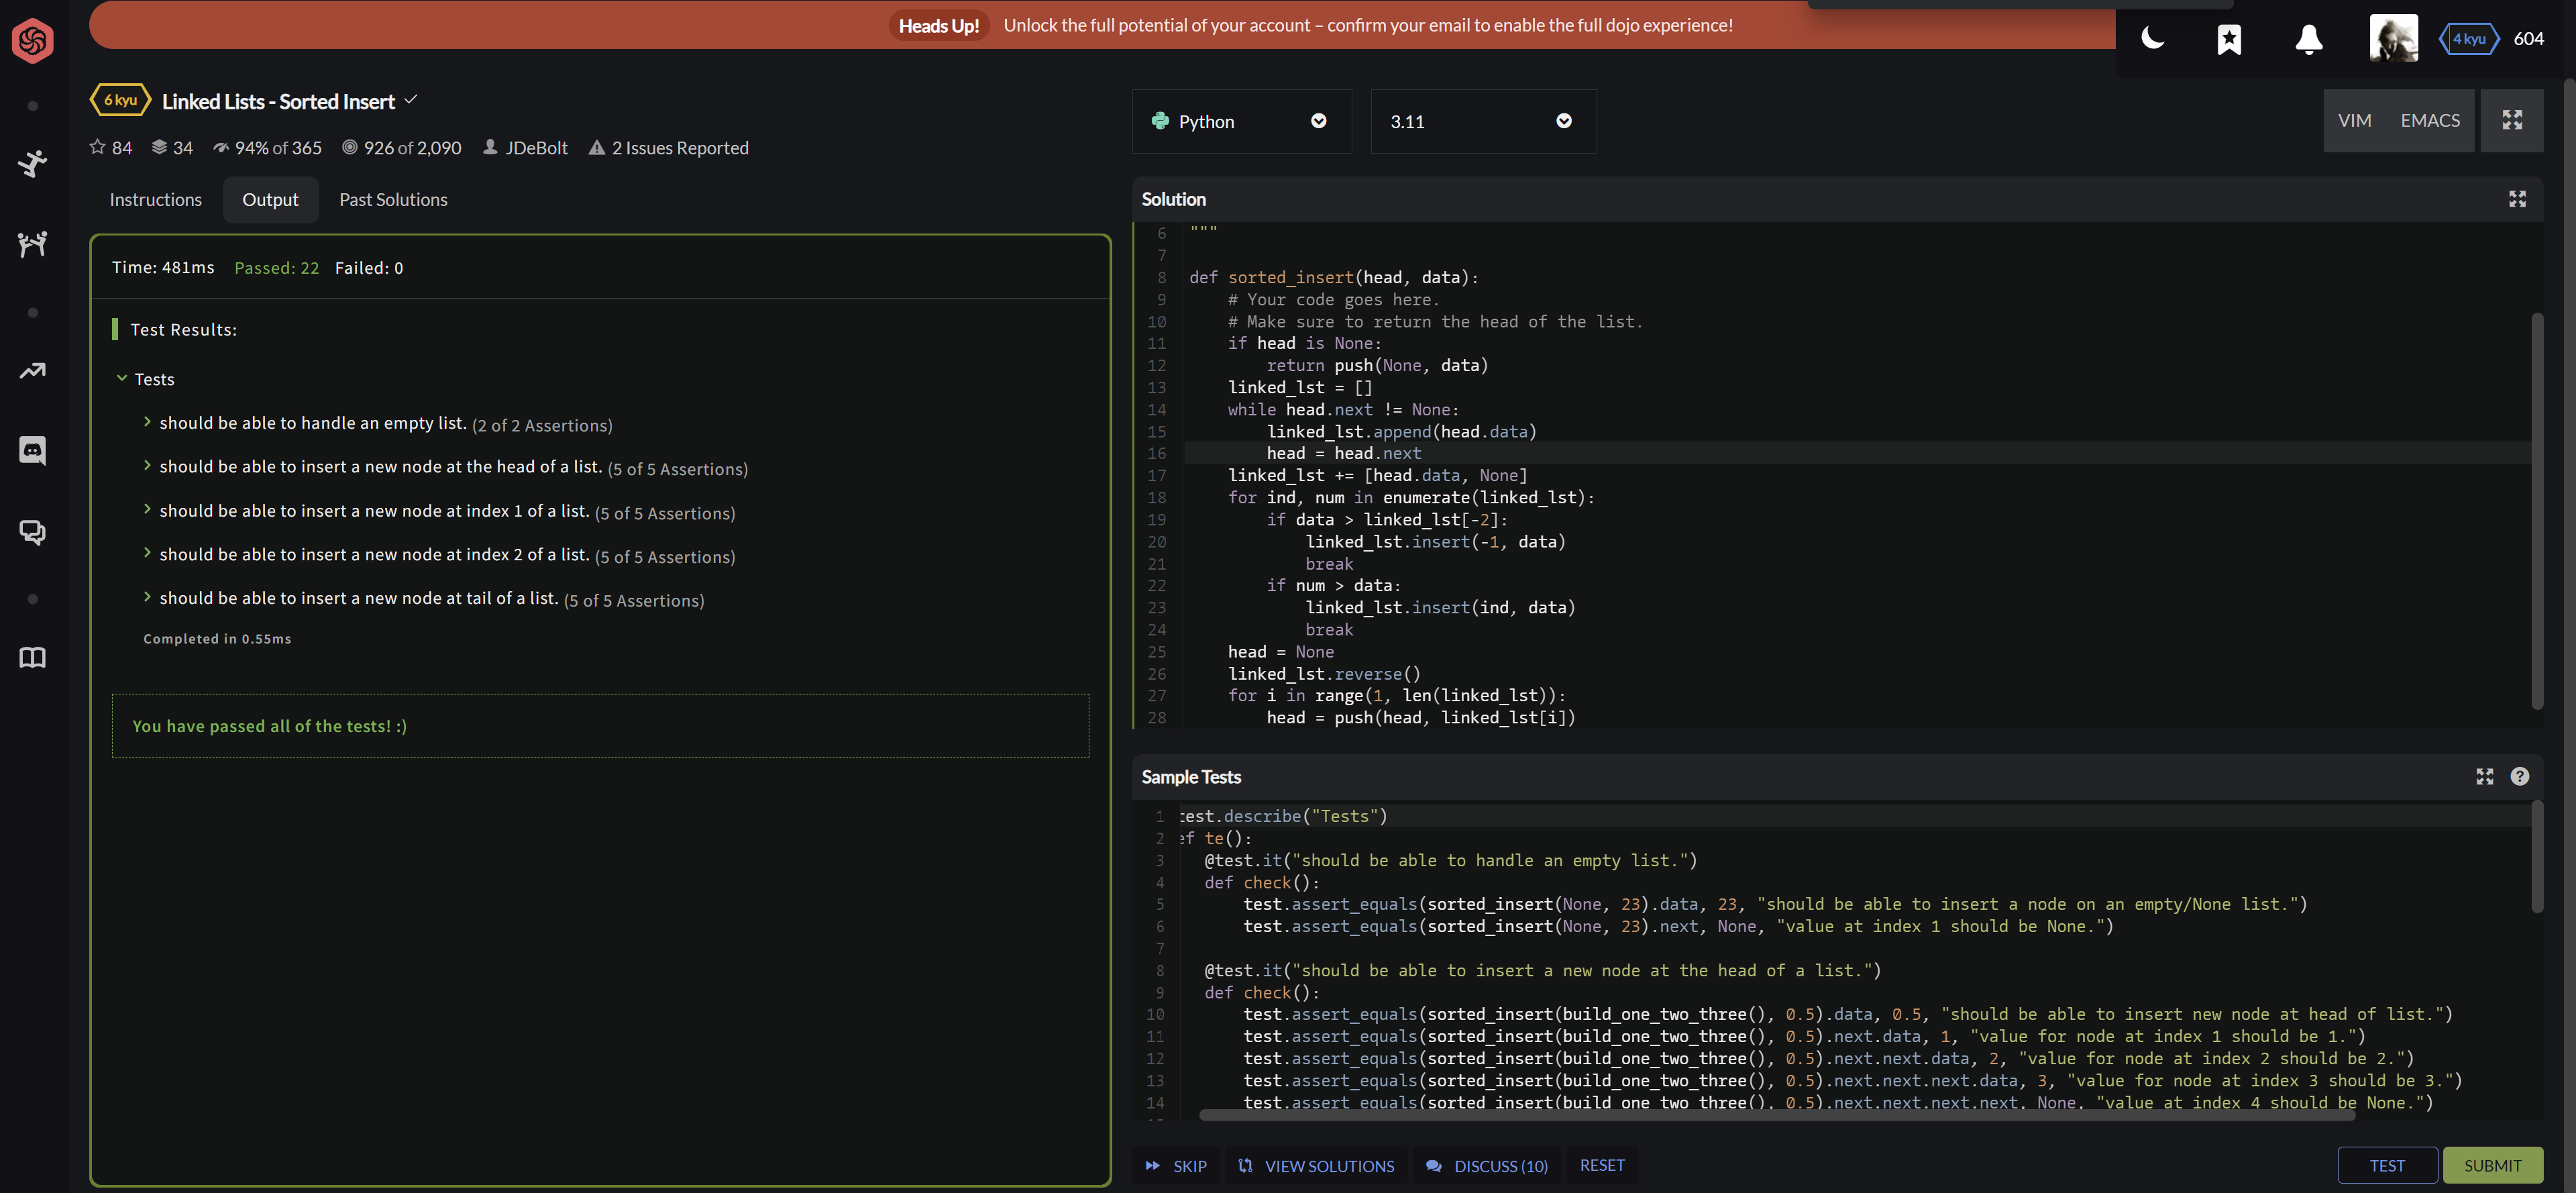 Heads Up! Unlock the full potential of your account – confirm your email to enable the full dojo experience!
4 kyu 604
6 kyu Linked Lists - Sorted Insert
84 34 94% of 365 926 of 2,090 JDeBolt 2 Issues Reported
Instructions Output Past Solutions
Time: 481ms Passed: 22 Failed: 0
Test Results:
Tests
should be able to handle an empty list. (2 of 2 Assertions)
should be able to insert a new node at the head of a list. (5 of 5 Assertions)
should be able to insert a new node at index 1 of a list. (5 of 5 Assertions)
should be able to insert a new node at index 2 of a list. (5 of 5 Assertions)
should be able to insert a new node at tail of a list. (5 of 5 Assertions)
Completed in 0.55ms
You have passed all of the tests! :)
Python 3.11 VIM EMACS
Solution
6 """
7
8 def sorted_insert(head, data):
9 # Your code goes here.
10 # Make sure to return the head of the list.
11 if head is None:
12 return push(None, data)
13 linked_lst = []
14 while head.next != None:
15 linked_lst.append(head.data)
16 head = head.next
17 linked_lst += [head.data, None]
18 for ind, num in enumerate(linked_lst):
19 if data > linked_lst[-2]:
20 linked_lst.insert(-1, data)
21 break
22 if num > data:
23 linked_lst.insert(ind, data)
24 break
25 head = None
26 linked_lst.reverse()
27 for i in range(1, len(linked_lst)):
28 head = push(head, linked_lst[i])
Sample Tests
1 test.describe("Tests")
2 ef te():
3 @test.it("should be able to handle an empty list.")
4 def check():
5 test.assert_equals(sorted_insert(None, 23).data, 23, "should be able to insert a node on an empty/None list.")
6 test.assert_equals(sorted_insert(None, 23).next, None, "value at index 1 should be None.")
7
8 @test.it("should be able to insert a new node at the head of a list.")
9 def check():
10 test.assert_equals(sorted_insert(build_one_two_three(), 0.5).data, 0.5, "should be able to insert new node at head of list.")
11 test.assert_equals(sorted_insert(build_one_two_three(), 0.5).next.data, 1, "value for node at index 1 should be 1.")
12 test.assert_equals(sorted_insert(build_one_two_three(), 0.5).next.next.data, 2, "value for node at index 2 should be 2.")
13 test.assert_equals(sorted_insert(build_one_two_three(), 0.5).next.next.next.data, 3, "value for node at index 3 should be 3.")
14 test.assert_equals(sorted_insert(build_one_two_three(), 0.5).next.next.next.next, None, "value at index 4 should be None.")
SKIP VIEW SOLUTIONS DISCUSS (10) RESET TEST SUBMIT